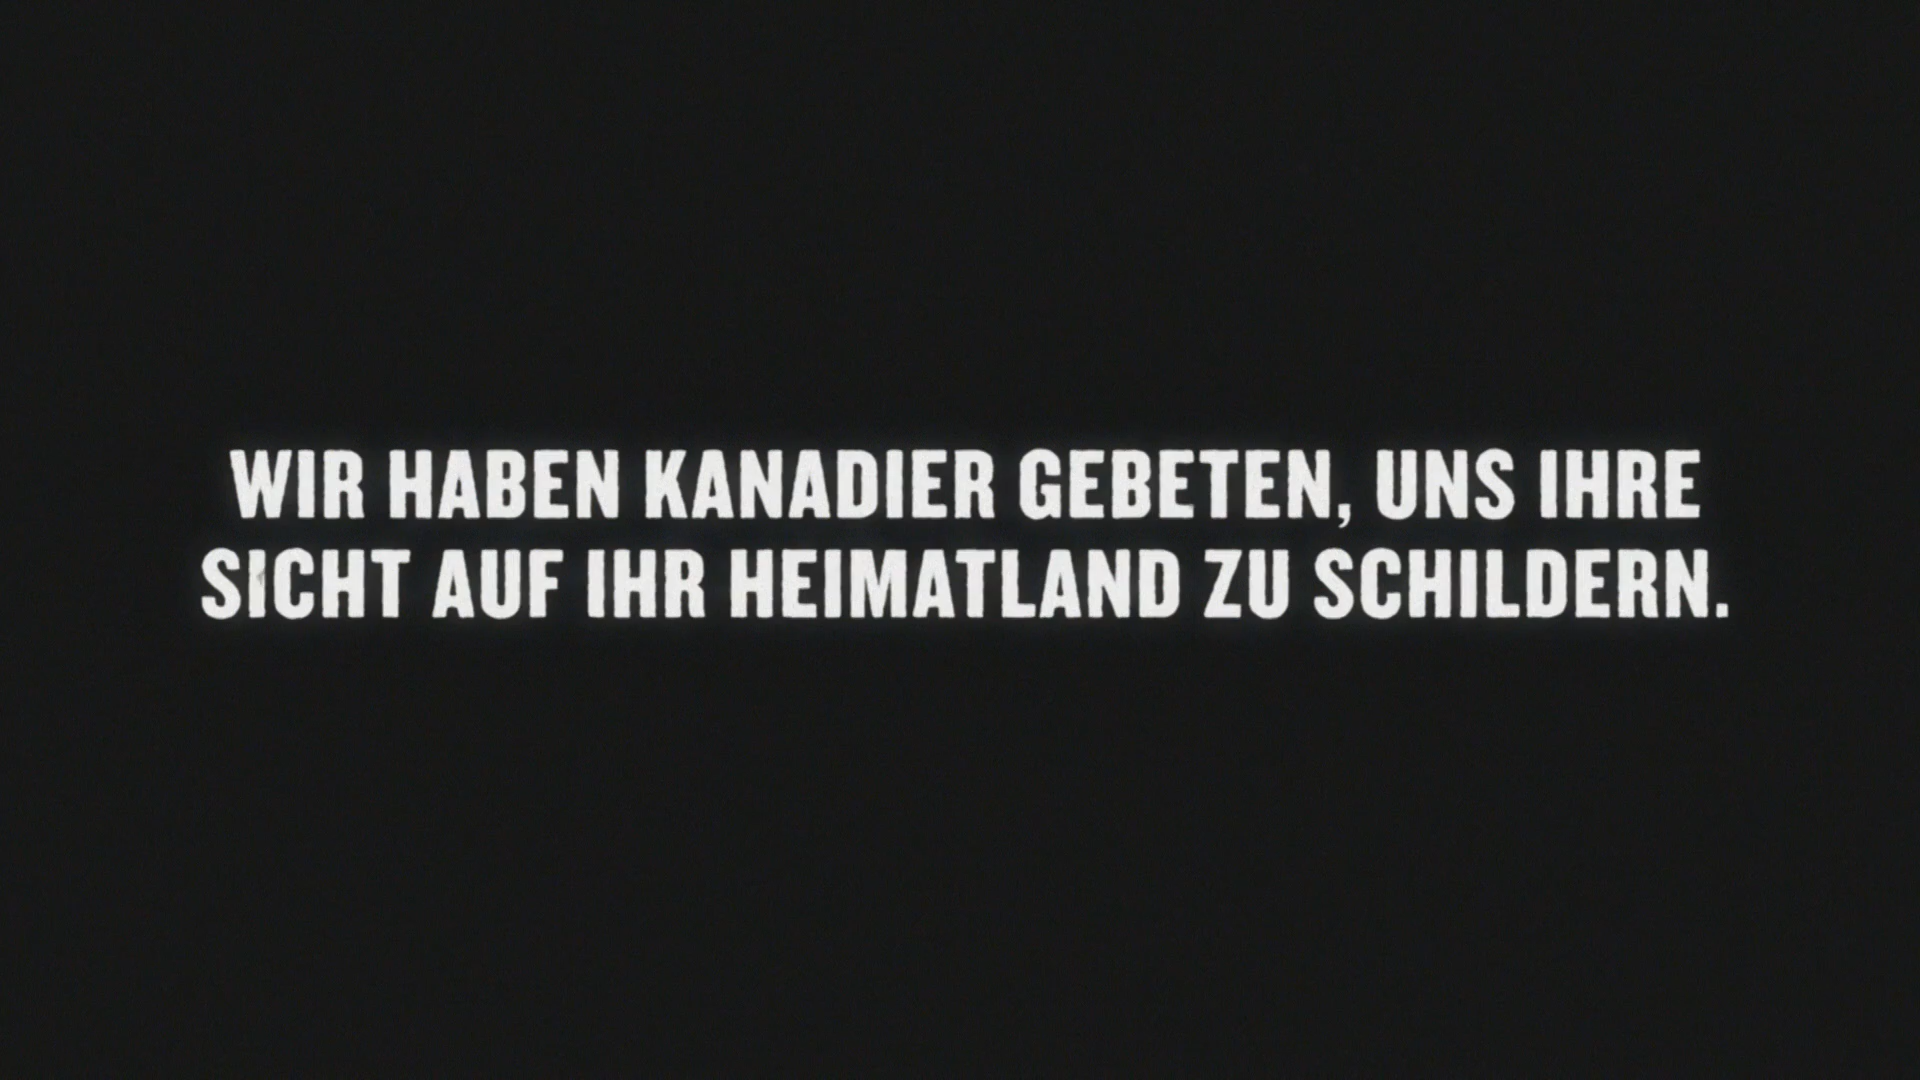 WIR HABEN KANADIER GEBETEN, UNS IHRE
SICHT AUF IHR HEIMATLAND ZU SCHILDERN.